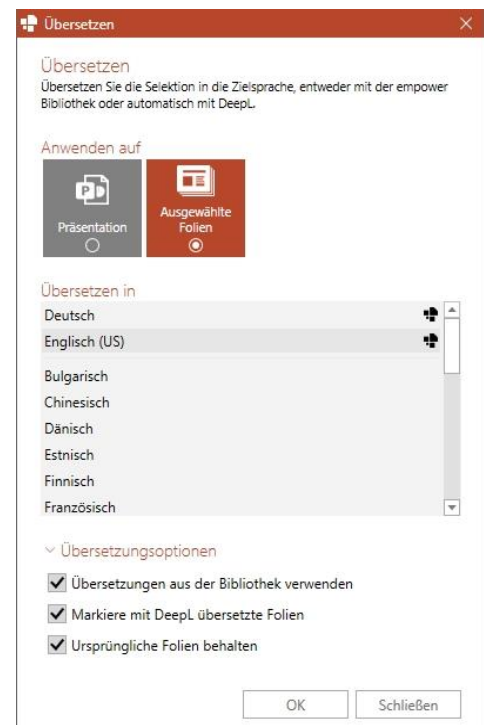 Übersetzen
Übersetzen
Übersetzen Sie die Selektion in die Zielsprache, entweder mit der empower
Bibliothek oder automatisch mit DeepL.
Anwenden auf
Präsentation
Ausgewählte
Folien
Übersetzen in
Deutsch
Englisch (US)
Bulgarisch
Chinesisch
Dänisch
Estnisch
Finnisch
Französisch
Übersetzungsoptionen
Übersetzungen aus der Bibliothek verwenden
Markiere mit DeepL übersetzte Folien
Ursprüngliche Folien behalten
OK Schließen